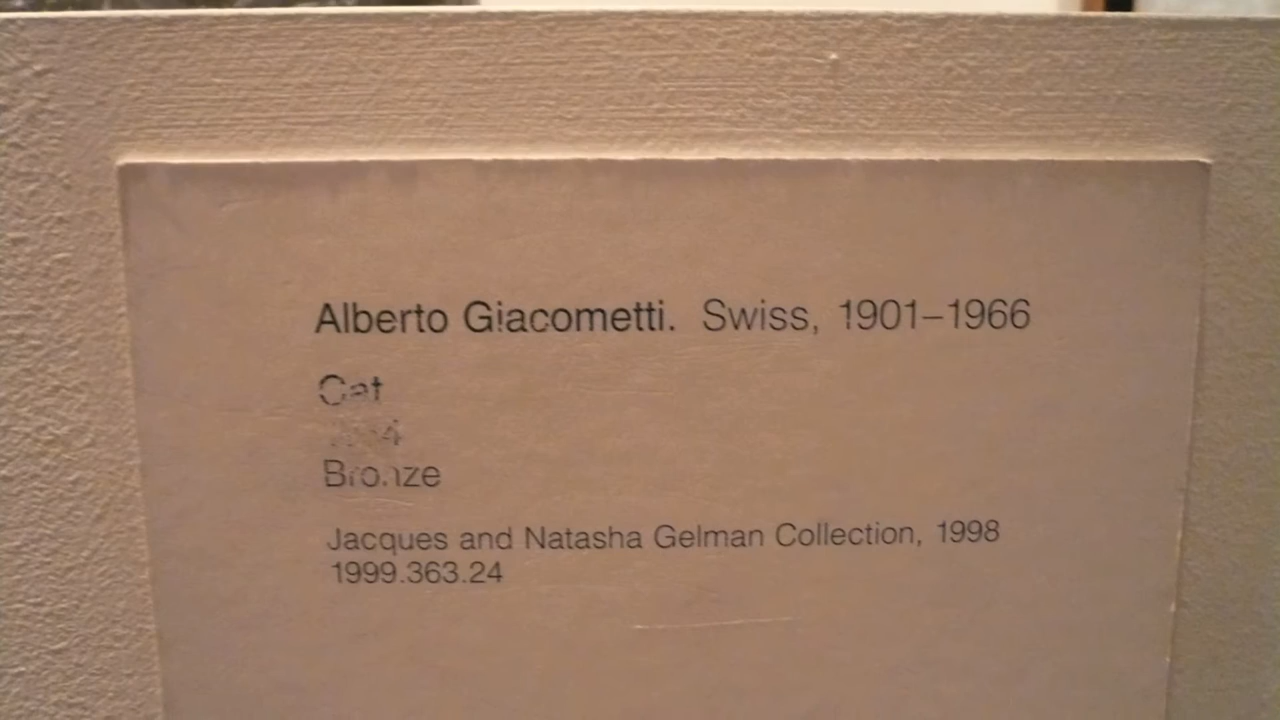 Alberto Giacometti. Swiss, 1901–1966
Cat
Bronze
Jacques and Natasha Gelman Collection, 1998
1999.363.24